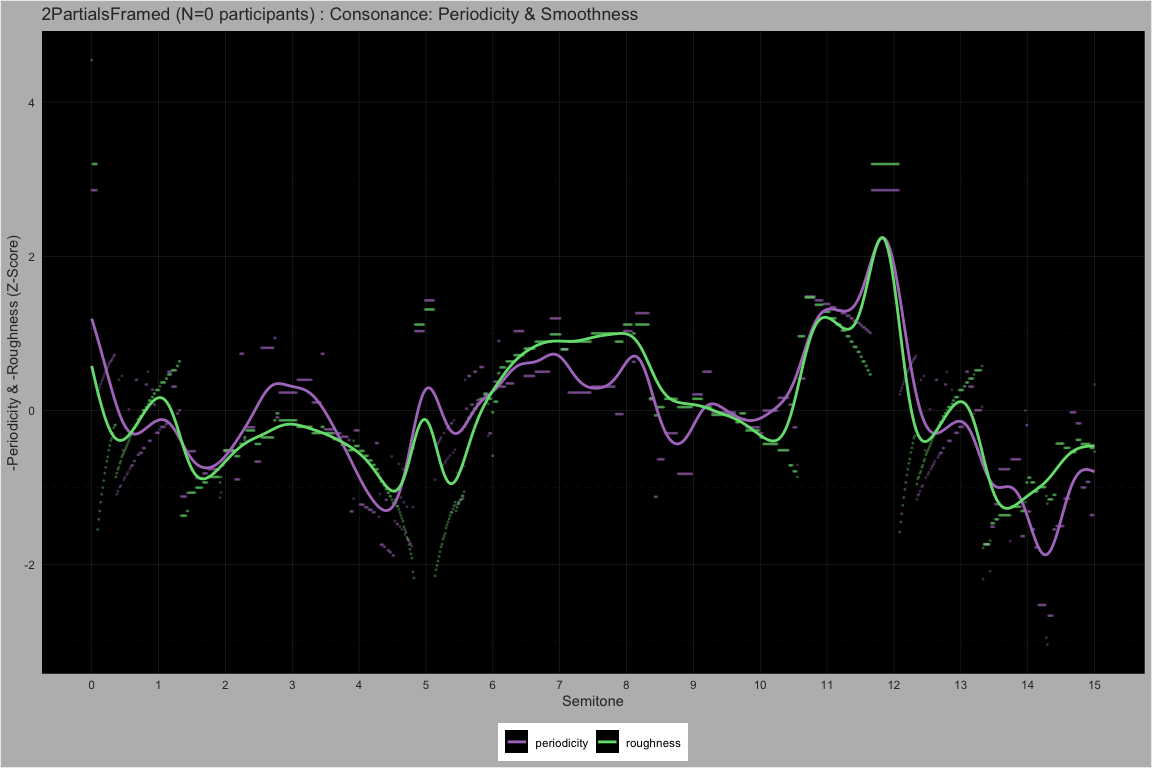 2PartialsFramed (N=0 participants) : Consonance: Periodicity & Smoothness
-Periodicity & -Roughness (Z-Score)
4
2
0
-2
0 1 2 3 4 5 6 7 8 9 10 11 12 13 14 15
Semitone
periodicity roughness